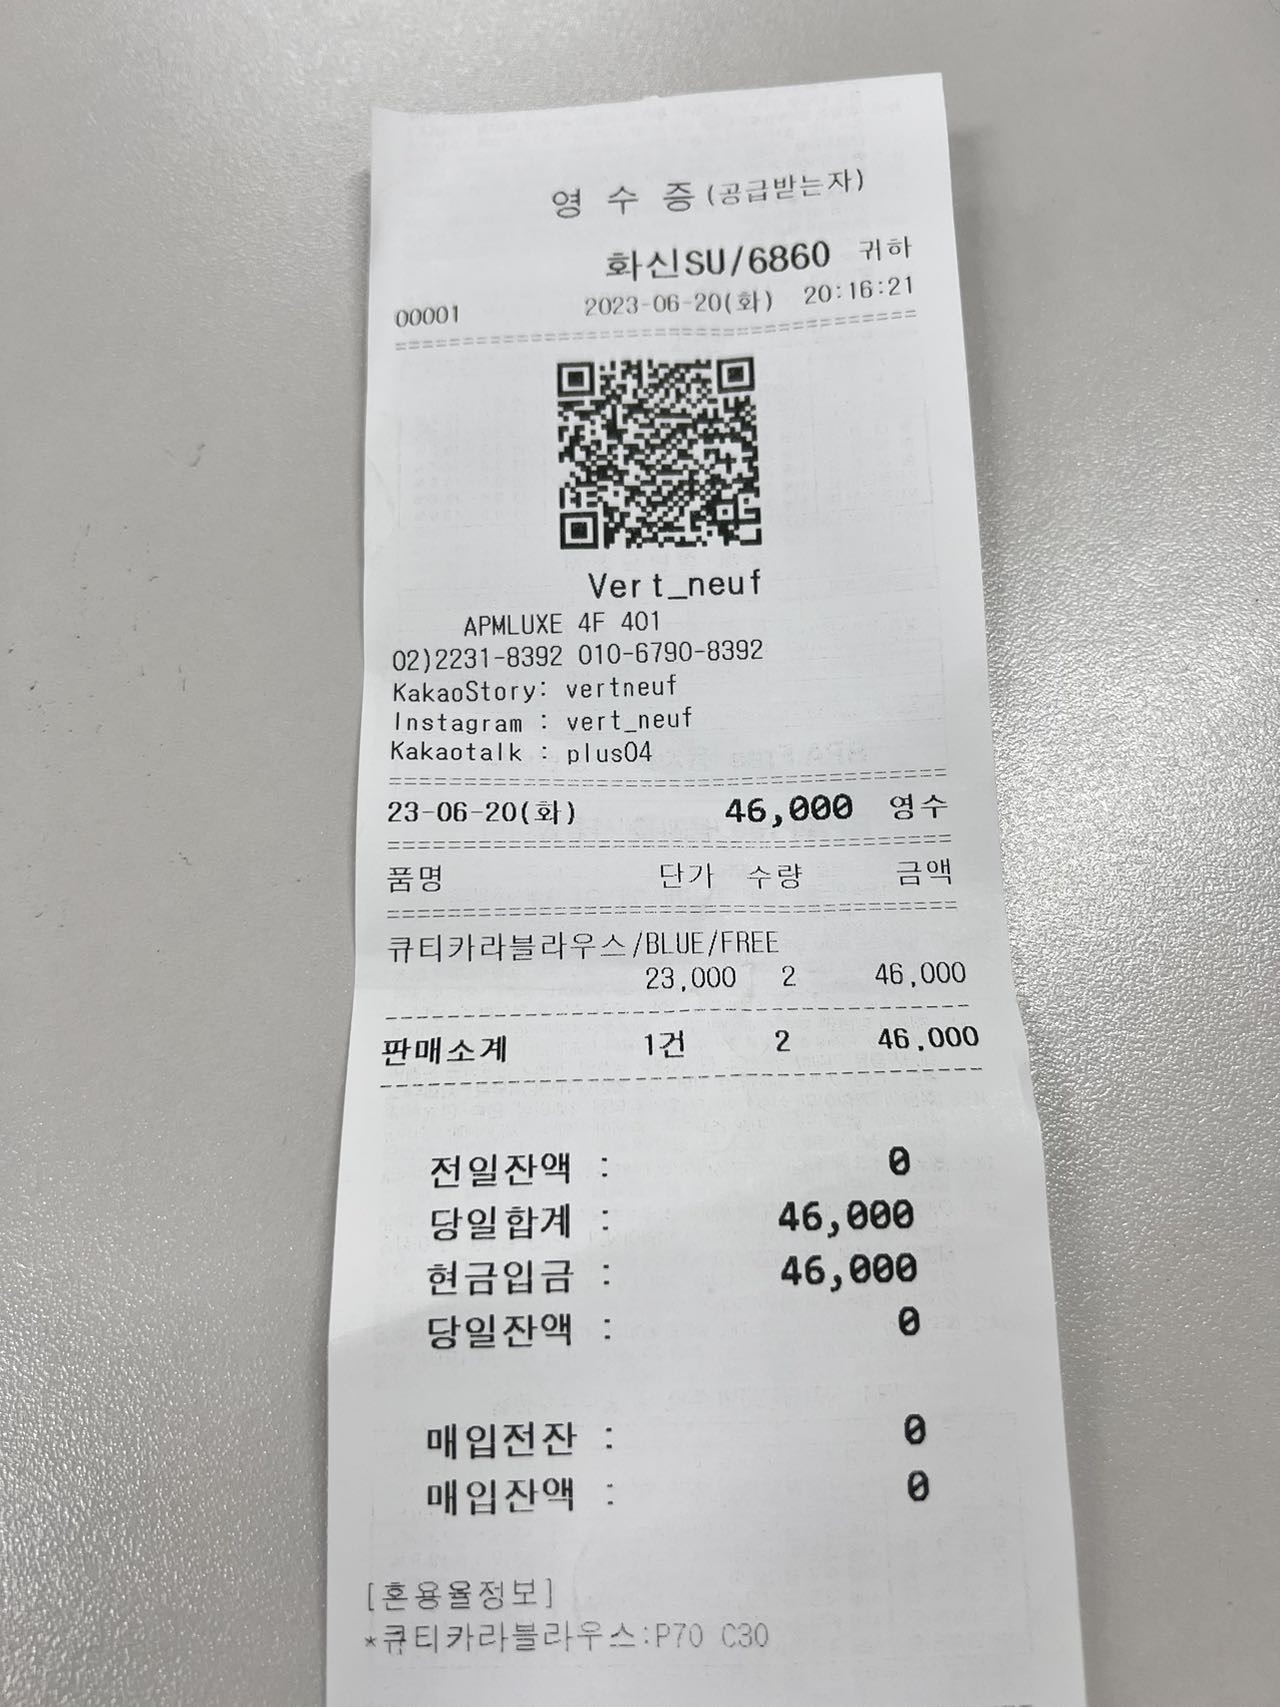 영 수 증 (공급받는자)
화신SU/6860 귀하
00001 2023-06-20(화) 20:16:21
Vert_neuf
APMLUXE 4F 401
02)2231-8392 010-6790-8392
KakaoStory: vertneuf
Instagram : vert_neuf
Kakaotalk : plus04
23-06-20(화) 46,000 영수
품명 단가 수량 금액
큐티카라블라우스/BLUE/FREE
23,000 2 46,000
판매소계 1건 2 46,000
전일잔액 : 0
당일합계 : 46,000
현금입금 : 46,000
당일잔액 : 0
매입전잔 : 0
매입잔액 : 0
[혼용율정보]
*큐티카라블라우스:P70 C30